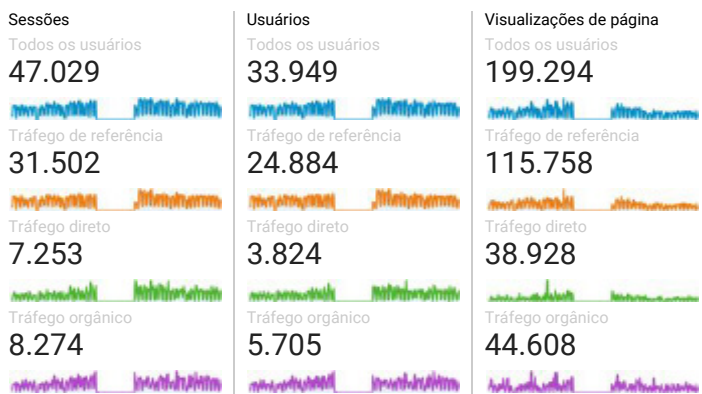 Sessões
Todos os usuários
47.029
Tráfego de referência
31.502
Tráfego direto
7.253
Tráfego orgânico
8.274
Usuários
Todos os usuários
33.949
Tráfego de referência
24.884
Tráfego direto
3.824
Tráfego orgânico
5.705
Visualizações de página
Todos os usuários
199.294
Tráfego de referência
115.758
Tráfego direto
38.928
Tráfego orgânico
44.608